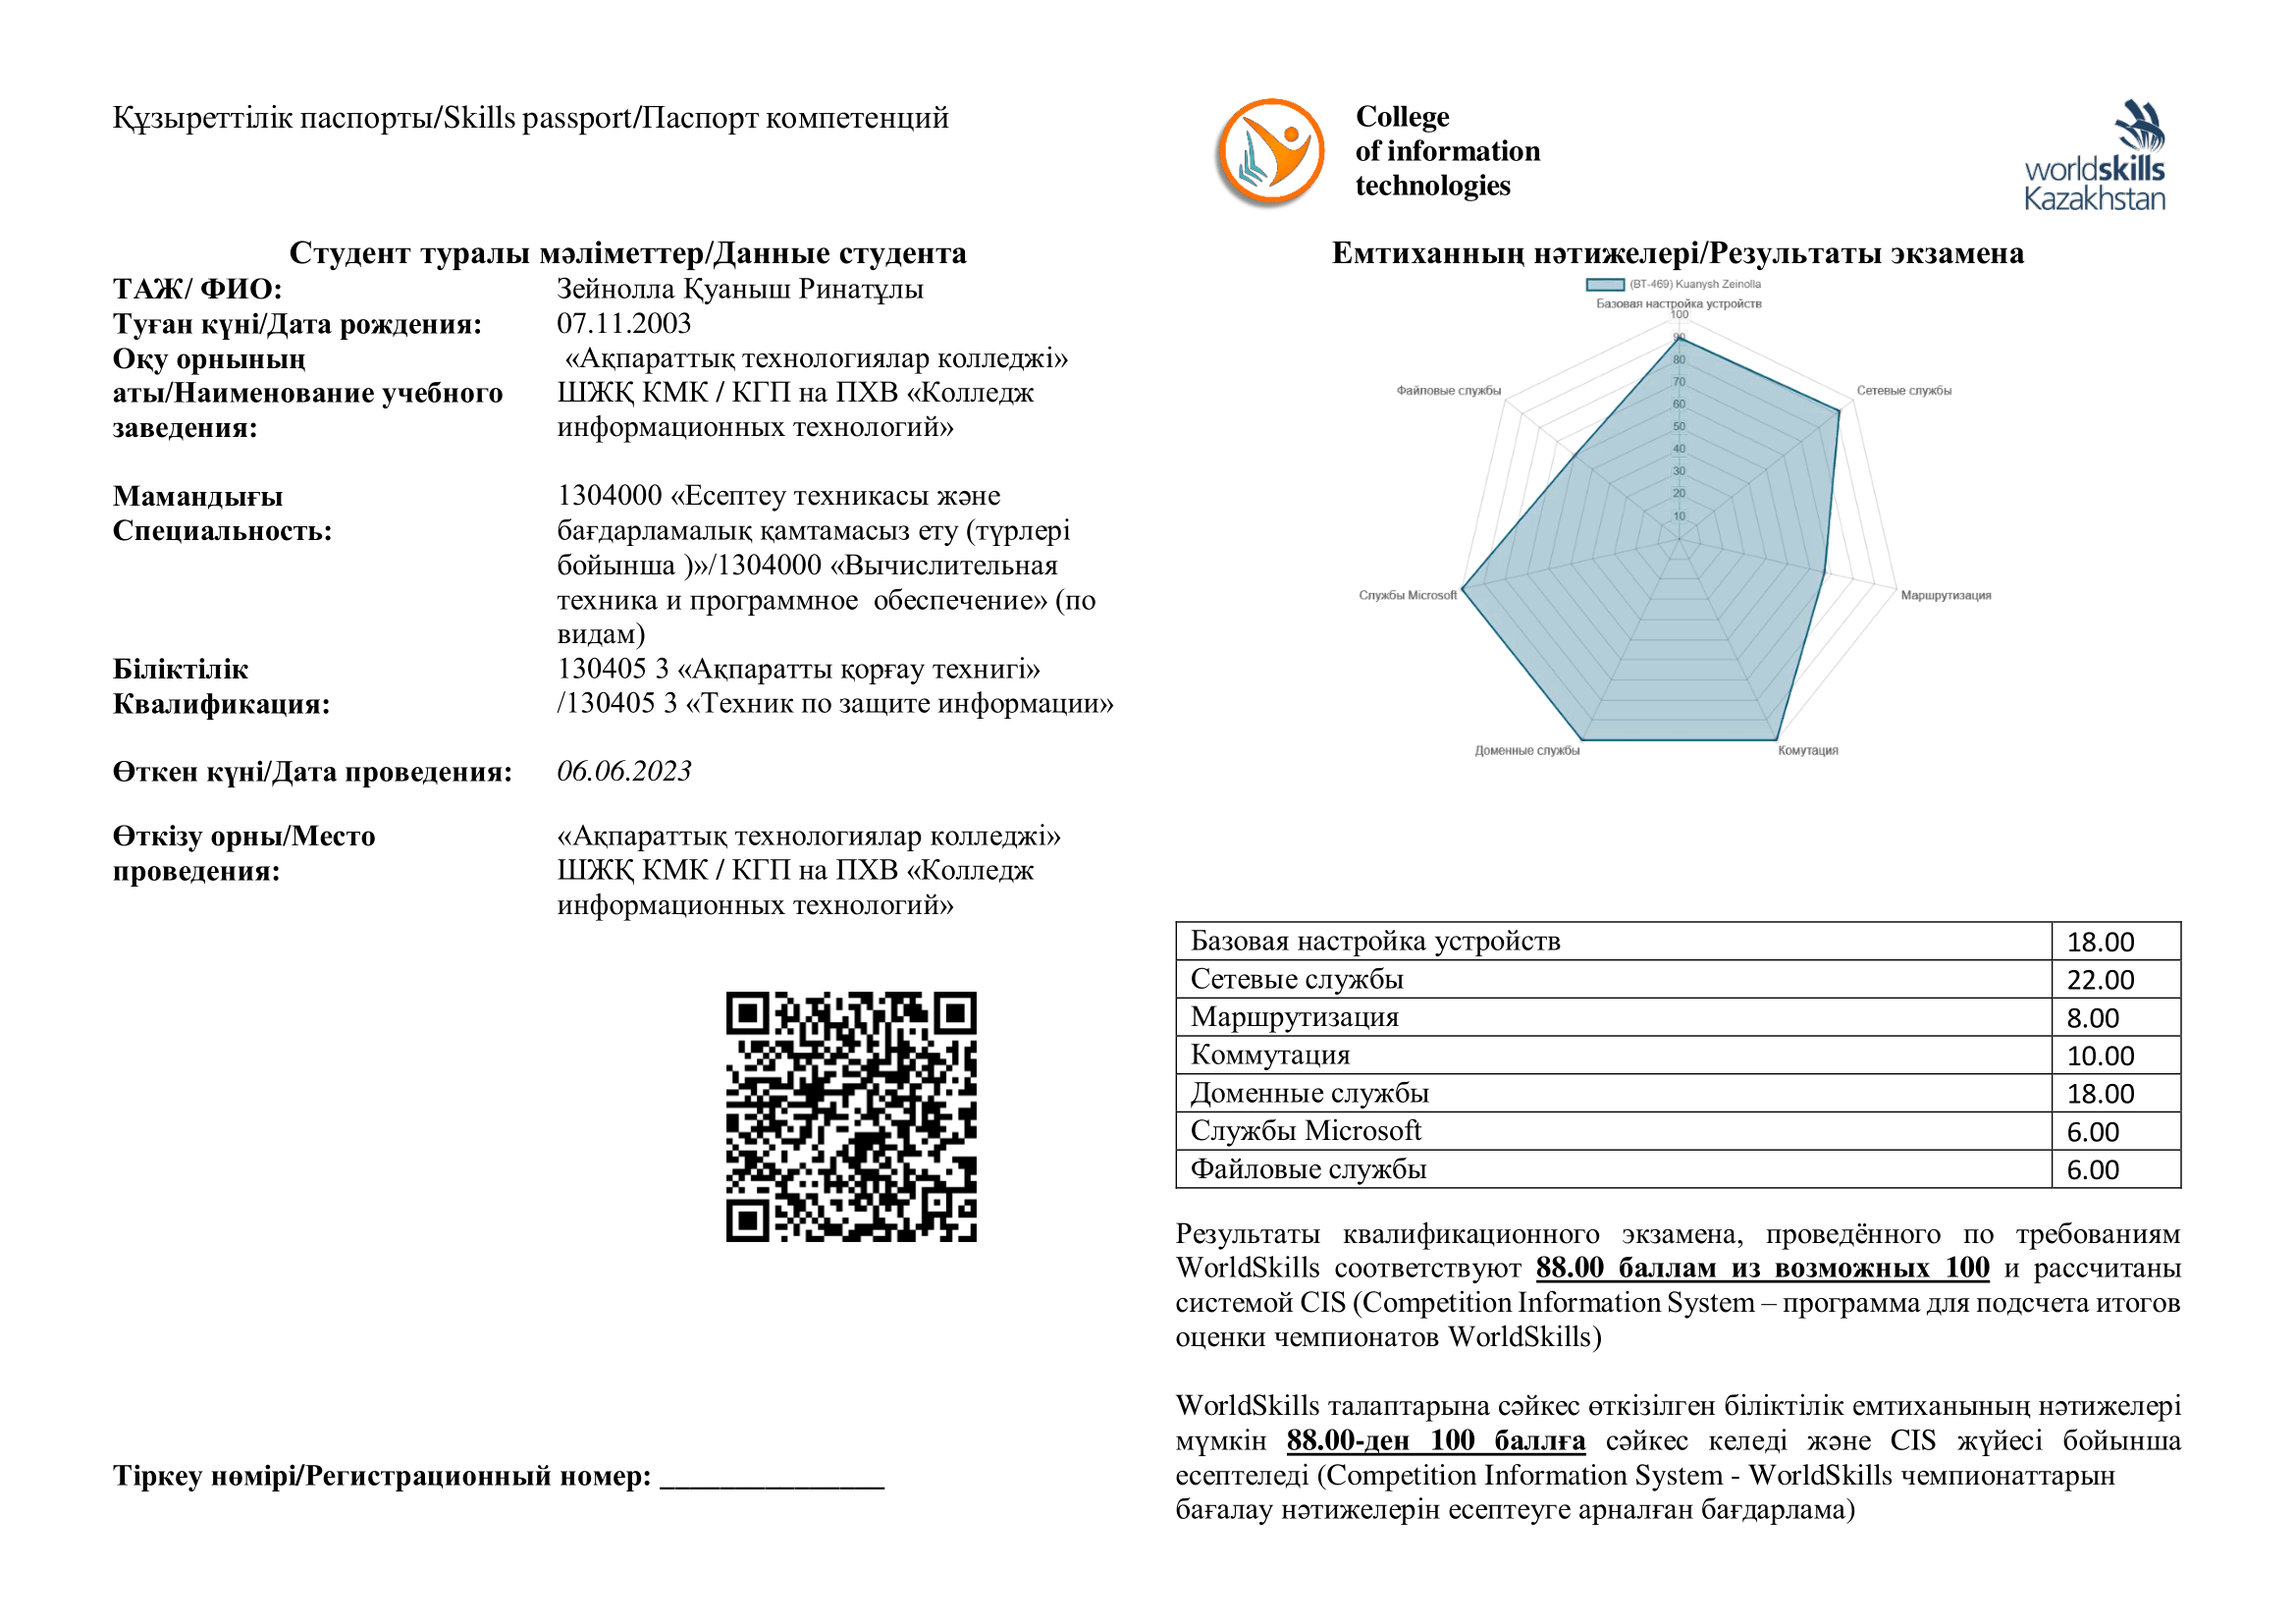 Құзыреттілік паспорты/Skills passport/Паспорт компетенций
Студент туралы мәліметтер/Данные студента
ТАЖ/ ФИО: Зейнолла Қуаныш Ринатұлы
Туған күні/Дата рождения: 07.11.2003
Оқу орнының «Ақпараттық технологиялар колледжі»
аты/Наименование учебного ШЖҚ КМК / КГП на ПХВ «Колледж
заведения: информационных технологий»
Мамандығы 1304000 «Есептеу техникасы және
Специальность: бағдарламалық қамтамасыз ету (түрлері
бойынша )»/1304000 «Вычислительная
техника и программное обеспечение» (по
видам)
Біліктілік 130405 3 «Ақпаратты қорғау технигі»
Квалификация: /130405 3 «Техник по защите информации»
Өткен күні/Дата проведения: 06.06.2023
Өткізу орны/Место «Ақпараттық технологиялар колледжі»
проведения: ШЖҚ КМК / КГП на ПХВ «Колледж
информационных технологий»
Тіркеу нөмірі/Регистрационный номер: _______________
College
of information
technologies
worldskills
Kazakhstan
Емтиханның нәтижелері/Результаты экзамена
(BT-469) Kuanysh Zeinolla
Базовая настройка устройств
100
90
80
70
60
50
40
30
20
10
Файловые службы
Сетевые службы
Службы Microsoft
Маршрутизация
Доменные службы
Комутация
Базовая настройка устройств 18.00
Сетевые службы 22.00
Маршрутизация 8.00
Коммутация 10.00
Доменные службы 18.00
Службы Microsoft 6.00
Файловые службы 6.00
Результаты квалификационного экзамена, проведённого по требованиям
WorldSkills соответствуют 88.00 баллам из возможных 100 и рассчитаны
системой CIS (Competition Information System – программа для подсчета итогов
оценки чемпионатов WorldSkills)
WorldSkills талаптарына сәйкес өткізілген біліктілік емтиханының нәтижелері
мүмкін 88.00-ден 100 баллға сәйкес келеді және CIS жүйесі бойынша
есептеледі (Competition Information System - WorldSkills чемпионаттарын
бағалау нәтижелерін есептеуге арналған бағдарлама)